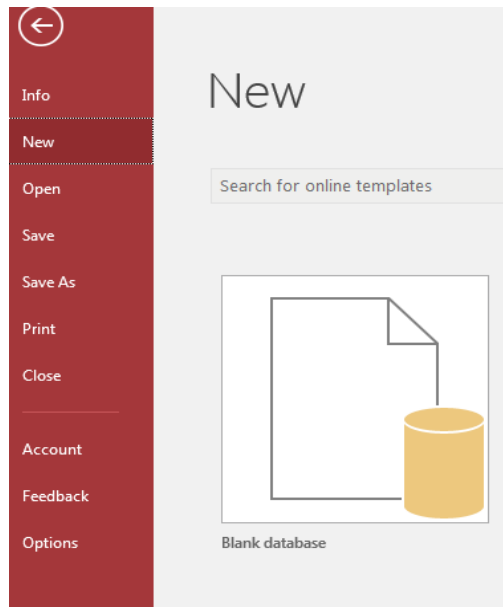 Info
New
Open
Save
Save As
Print
Close
Account
Feedback
Options
New
Search for online templates
Blank database